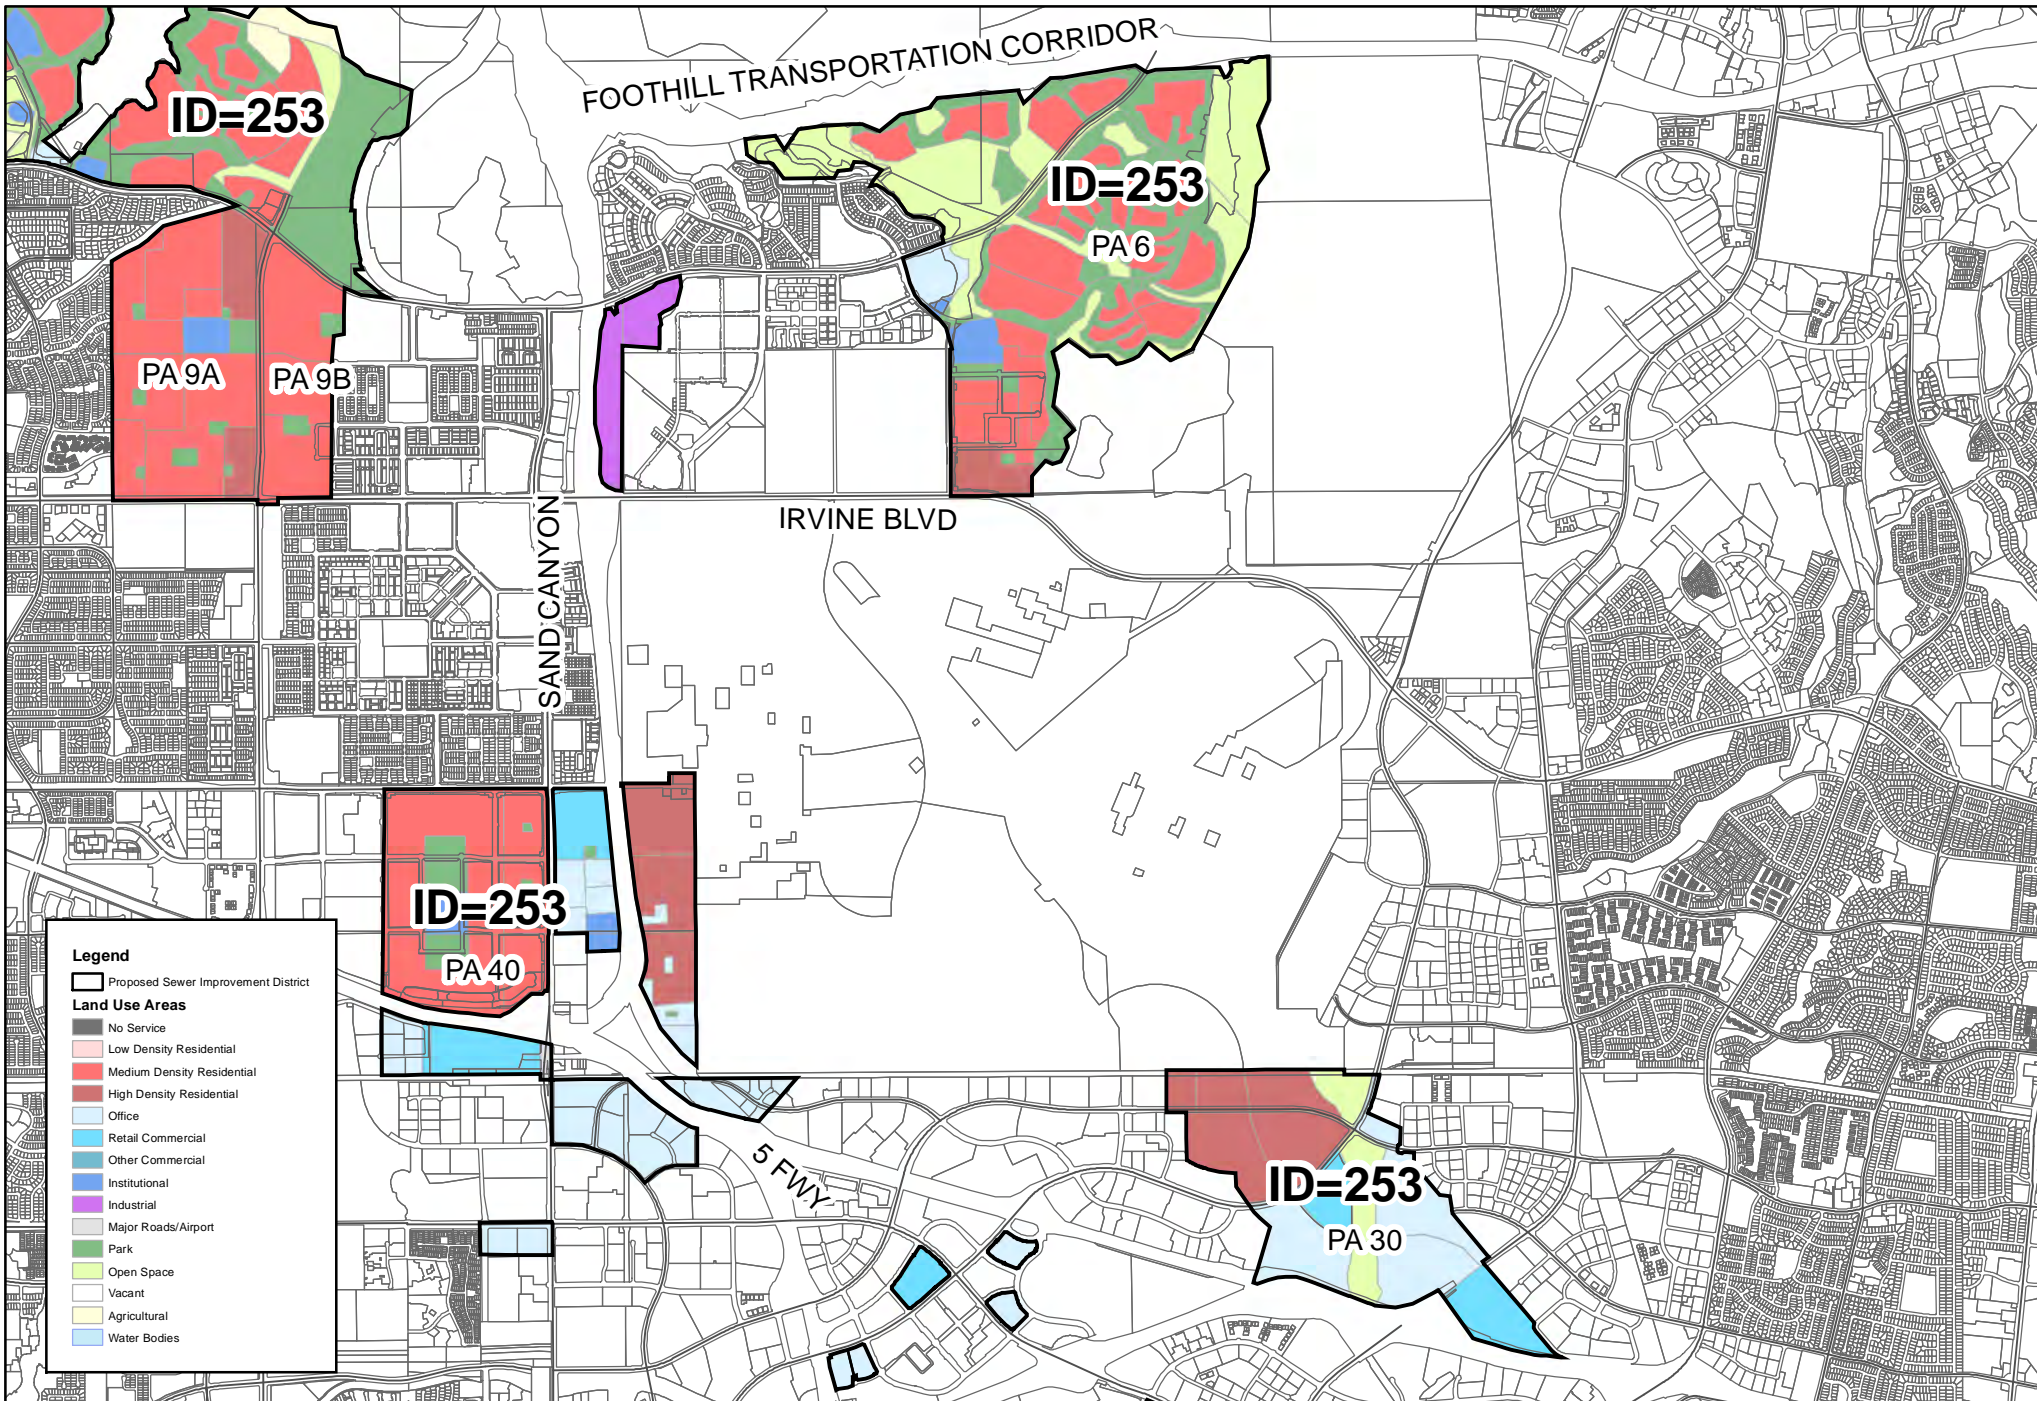 FOOTHILL TRANSPORTATION CORRIDOR
ID=253
ID=253
PA 6
PA 9A
PA 9B
IRVINE BLVD
SAND CANYON
ID=253
PA 40
5 FWY
ID=253
PA 30
Legend
Proposed Sewer Improvement District
Land Use Areas
No Service
Low Density Residential
Medium Density Residential
High Density Residential
Office
Retail Commercial
Other Commercial
Institutional
Industrial
Major Roads/Airport
Park
Open Space
Vacant
Agricultural
Water Bodies